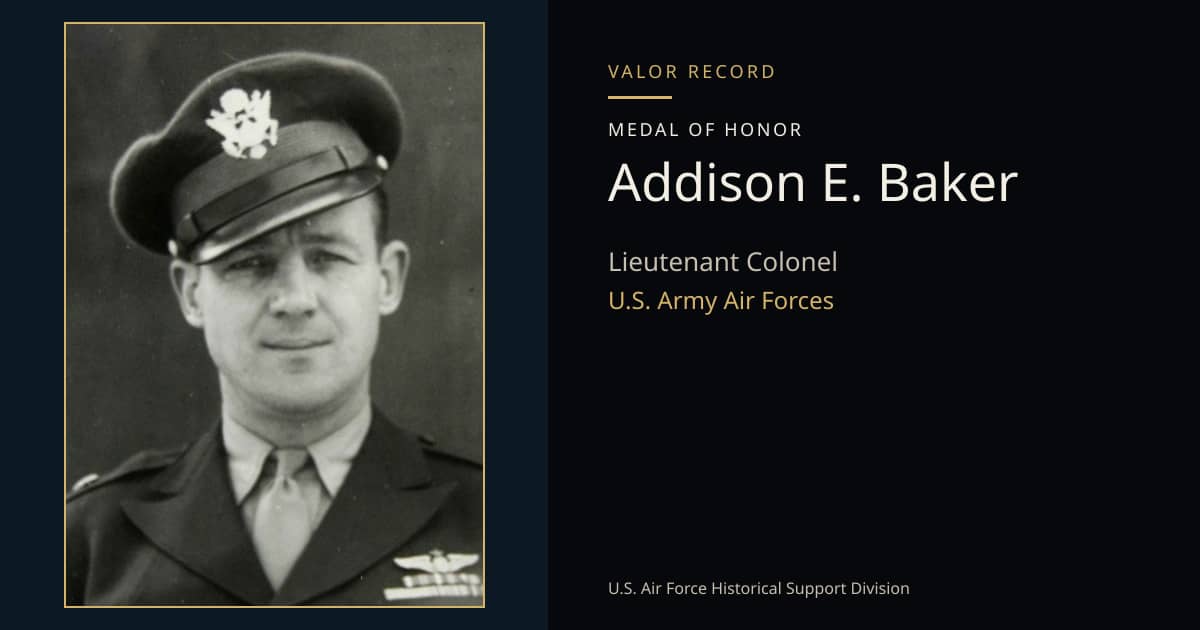 VALOR RECORD
MEDAL OF HONOR
Addison E. Baker
Lieutenant Colonel
U.S. Army Air Forces
U.S. Air Force Historical Support Division